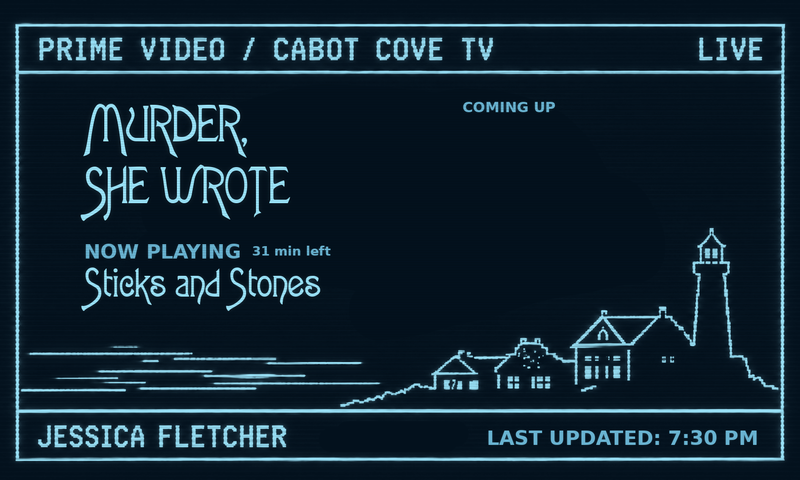 PRIME VIDEO / CABOT COVE TV
LIVE
MURDER,
SHE WROTE
COMING UP
NOW PLAYING 31 min left
Sticks and Stones
JESSICA FLETCHER
LAST UPDATED: 7:30 PM